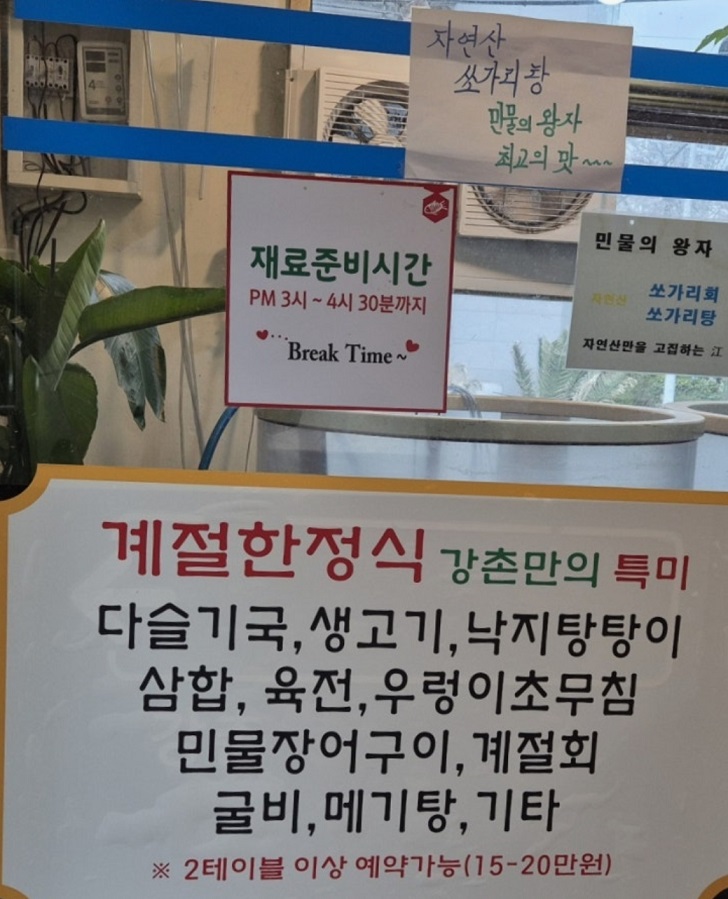 자연산
쏘가리탕
민물의 왕자
최고의 맛~~~
재료준비시간
PM 3시 ~ 4시 30분까지
Break Time ~
민물의 왕자
자연산
쏘가리회
쏘가리탕
자연산만을 고집하는 江
계절한정식 강촌만의 특미
다슬기국,생고기,낙지탕탕이
삼합, 육전,우렁이초무침
민물장어구이,계절회
굴비,메기탕,기타
※ 2테이블 이상 예약가능(15-20만원)